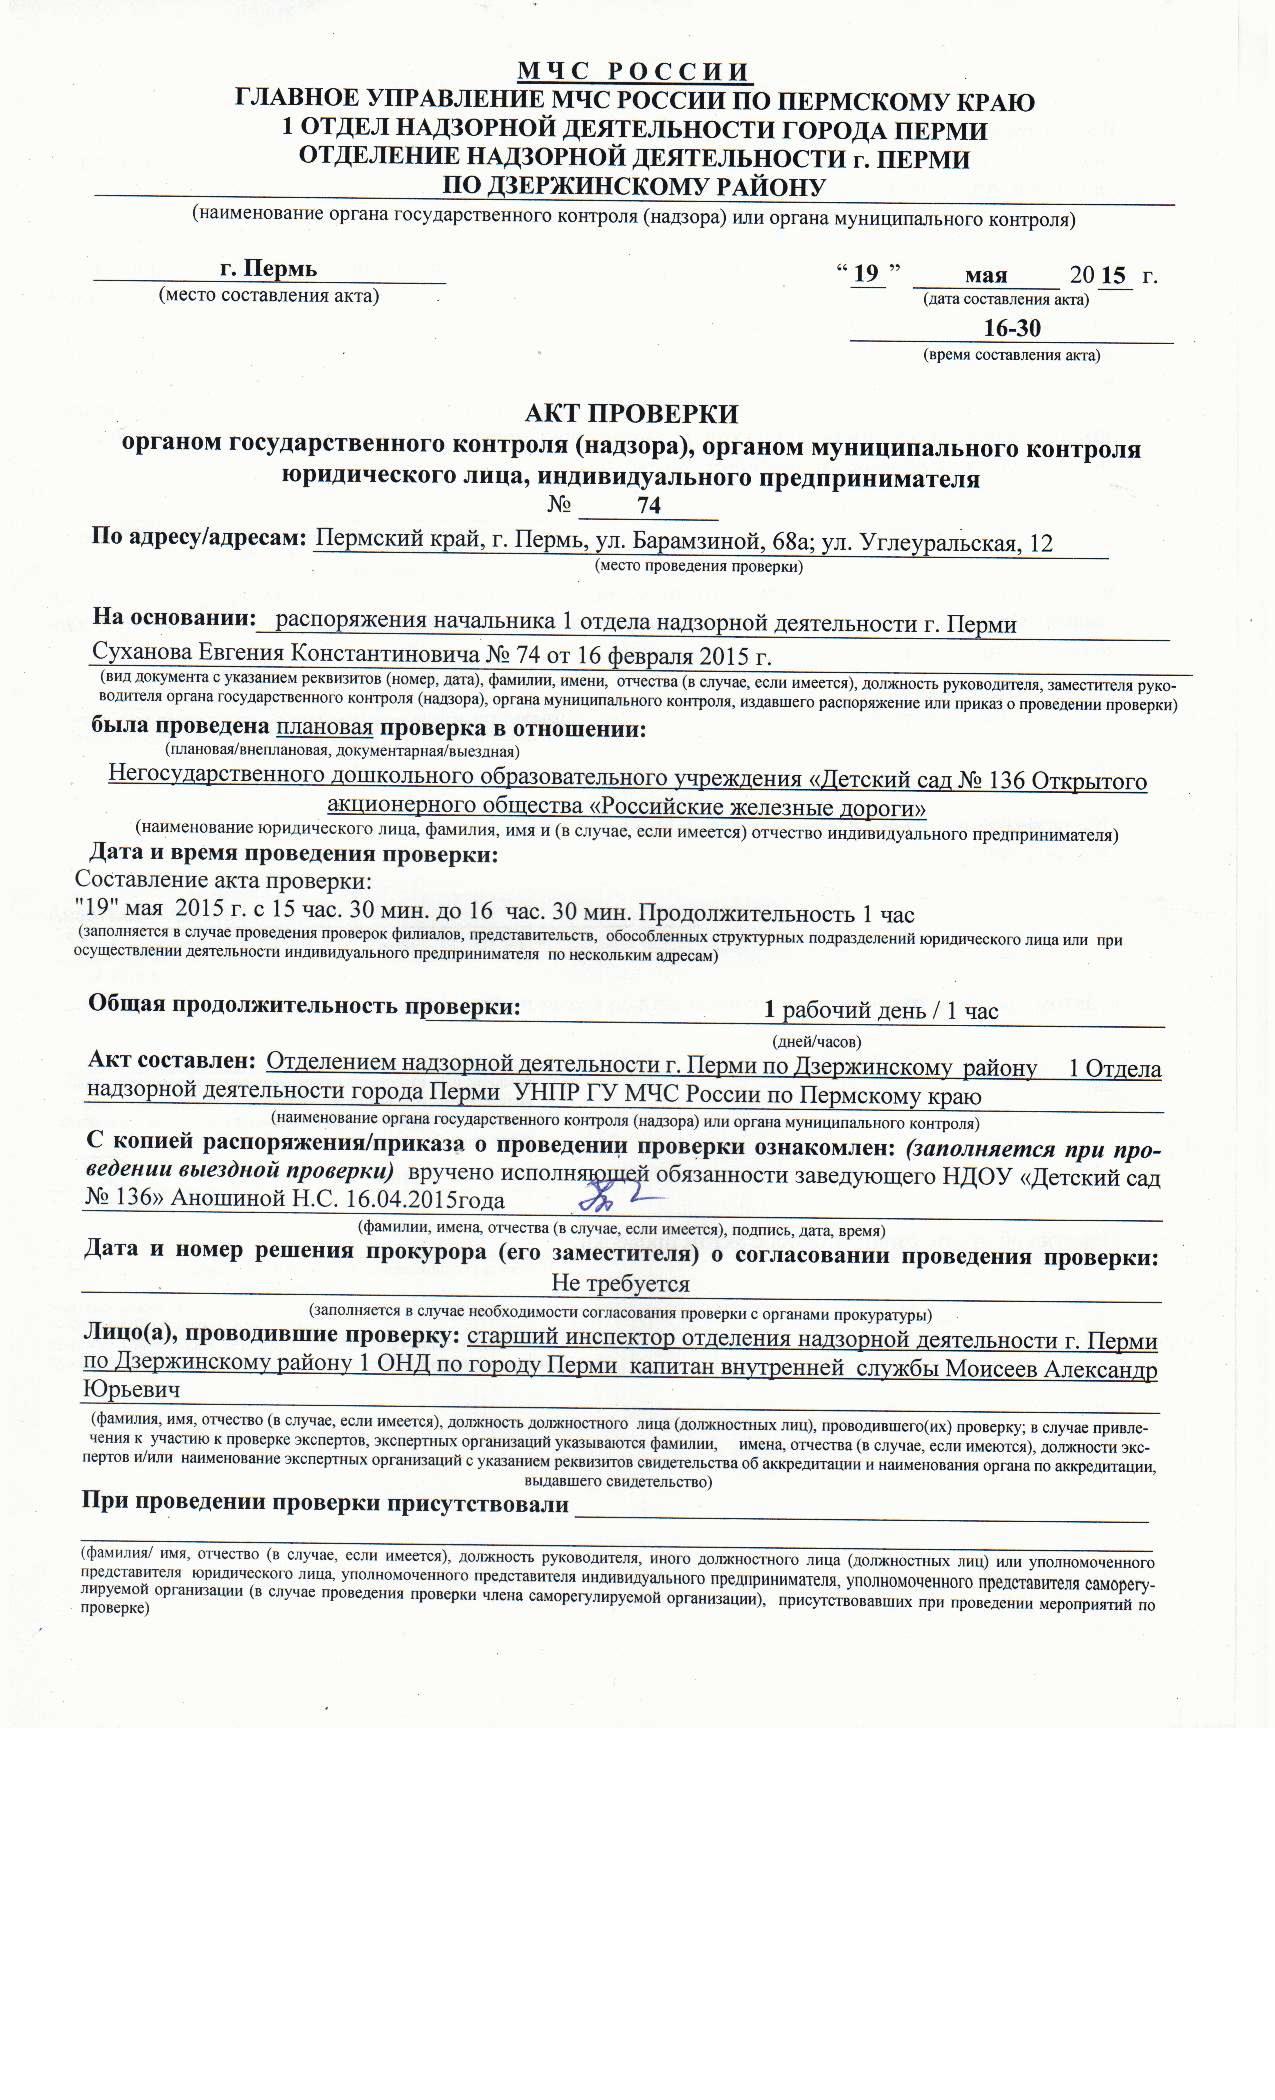 МЧС РОССИИ
ГЛАВНОЕ УПРАВЛЕНИЕ МЧС РОССИИ ПО ПЕРМСКОМУ КРАЮ
1 ОТДЕЛ НАДЗОРНОЙ ДЕЯТЕЛЬНОСТИ ГОРОДА ПЕРМИ
ОТДЕЛЕНИЕ НАДЗОРНОЙ ДЕЯТЕЛЬНОСТИ г. ПЕРМИ
ПО ДЗЕРЖИНСКОМУ РАЙОНУ
(наименование органа государственного контроля (надзора) или органа муниципального контроля)
г. Пермь “ 19 ” мая 20 15 г.
(место составления акта) (дата составления акта)
16-30
(время составления акта)
АКТ ПРОВЕРКИ
органом государственного контроля (надзора), органом муниципального контроля
юридического лица, индивидуального предпринимателя
№ 74
По адресу/адресам: Пермский край, г. Пермь, ул. Барамзиной, 68а; ул. Углеуральская, 12
(место проведения проверки)
На основании: распоряжения начальника 1 отдела надзорной деятельности г. Перми
Суханова Евгения Константиновича № 74 от 16 февраля 2015 г.
(вид документа с указанием реквизитов (номер, дата), фамилии, имени, отчества (в случае, если имеется), должность руководителя, заместителя руко-
водителя органа государственного контроля (надзора), органа муниципального контроля, издавшего распоряжение или приказ о проведении проверки)
была проведена плановая проверка в отношении:
(плановая/внеплановая, документарная/выездная)
Негосударственного дошкольного образовательного учреждения «Детский сад № 136 Открытого
акционерного общества «Российские железные дороги»
(наименование юридического лица, фамилия, имя и (в случае, если имеется) отчество индивидуального предпринимателя)
Дата и время проведения проверки:
Составление акта проверки:
"19" мая 2015 г. с 15 час. 30 мин. до 16 час. 30 мин. Продолжительность 1 час
(заполняется в случае проведения проверок филиалов, представительств, обособленных структурных подразделений юридического лица или при
осуществлении деятельности индивидуального предпринимателя по нескольким адресам)
Общая продолжительность проверки: 1 рабочий день / 1 час
(дней/часов)
Акт составлен: Отделением надзорной деятельности г. Перми по Дзержинскому району 1 Отдела
надзорной деятельности города Перми УНПР ГУ МЧС России по Пермскому краю
(наименование органа государственного контроля (надзора) или органа муниципального контроля)
С копией распоряжения/приказа о проведении проверки ознакомлен: (заполняется при про-
ведении выездной проверки) вручено исполняющей обязанности заведующего НДОУ «Детский сад
№ 136» Аношиной Н.С. 16.04.2015года
(фамилии, имена, отчества (в случае, если имеется), подпись, дата, время)
Дата и номер решения прокурора (его заместителя) о согласовании проведения проверки:
Не требуется
(заполняется в случае необходимости согласования проверки с органами прокуратуры)
Лицо(а), проводившие проверку: старший инспектор отделения надзорной деятельности г. Перми
по Дзержинскому району 1 ОНД по городу Перми капитан внутренней службы Моисеев Александр
Юрьевич
(фамилия, имя, отчество (в случае, если имеется), должность должностного лица (должностных лиц), проводившего(их) проверку; в случае привле-
чения к участию к проверке экспертов, экспертных организаций указываются фамилии, имена, отчества (в случае, если имеются), должности экс-
пертов и/или наименование экспертных организаций с указанием реквизитов свидетельства об аккредитации и наименования органа по аккредитации,
выдавшего свидетельство)
При проведении проверки присутствовали
(фамилия/ имя, отчество (в случае, если имеется), должность руководителя, иного должностного лица (должностных лиц) или уполномоченного
представителя юридического лица, уполномоченного представителя индивидуального предпринимателя, уполномоченного представителя саморегу-
лируемой организации (в случае проведения проверки члена саморегулируемой организации), присутствовавших при проведении мероприятий по
проверке)